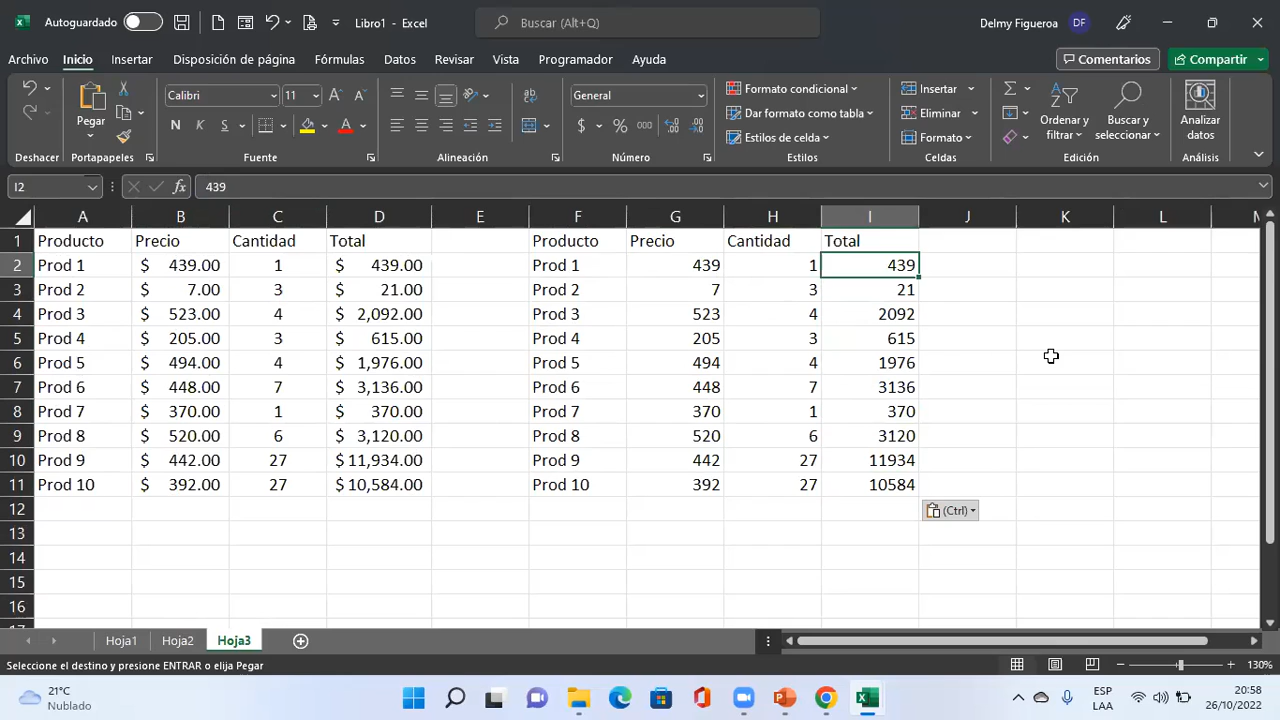 Autoguardado Libro1 - Excel Buscar (Alt+Q) Delmy Figueroa DF
Archivo Inicio Insertar Disposición de página Fórmulas Datos Revisar Vista Programador Ayuda Comentarios Compartir
Pegar Calibri 11 General Formato condicional Insertar Ordenar y filtrar Buscar y seleccionar Analizar datos
N K S A $ % 000 Dar formato como tabla Eliminar
Estilos de celda Formato
Deshacer Portapapeles Fuente Alineación Número Estilos Celdas Edición Análisis
I2 fx 439
A B C D E F G H I J K L M
1 Producto Precio Cantidad Total Producto Precio Cantidad Total
2 Prod 1 $ 439.00 1 $ 439.00 Prod 1 439 1 439
3 Prod 2 $ 7.00 3 $ 21.00 Prod 2 7 3 21
4 Prod 3 $ 523.00 4 $ 2,092.00 Prod 3 523 4 2092
5 Prod 4 $ 205.00 3 $ 615.00 Prod 4 205 3 615
6 Prod 5 $ 494.00 4 $ 1,976.00 Prod 5 494 4 1976
7 Prod 6 $ 448.00 7 $ 3,136.00 Prod 6 448 7 3136
8 Prod 7 $ 370.00 1 $ 370.00 Prod 7 370 1 370
9 Prod 8 $ 520.00 6 $ 3,120.00 Prod 8 520 6 3120
10 Prod 9 $ 442.00 27 $ 11,934.00 Prod 9 442 27 11934
11 Prod 10 $ 392.00 27 $ 10,584.00 Prod 10 392 27 10584
12 (Ctrl)
13
14
15
16
17
Hoja1 Hoja2 Hoja3
Seleccione el destino y presione ENTRAR o elija Pegar 130%
21°C ESP 20:58
Nublado LAA 26/10/2022